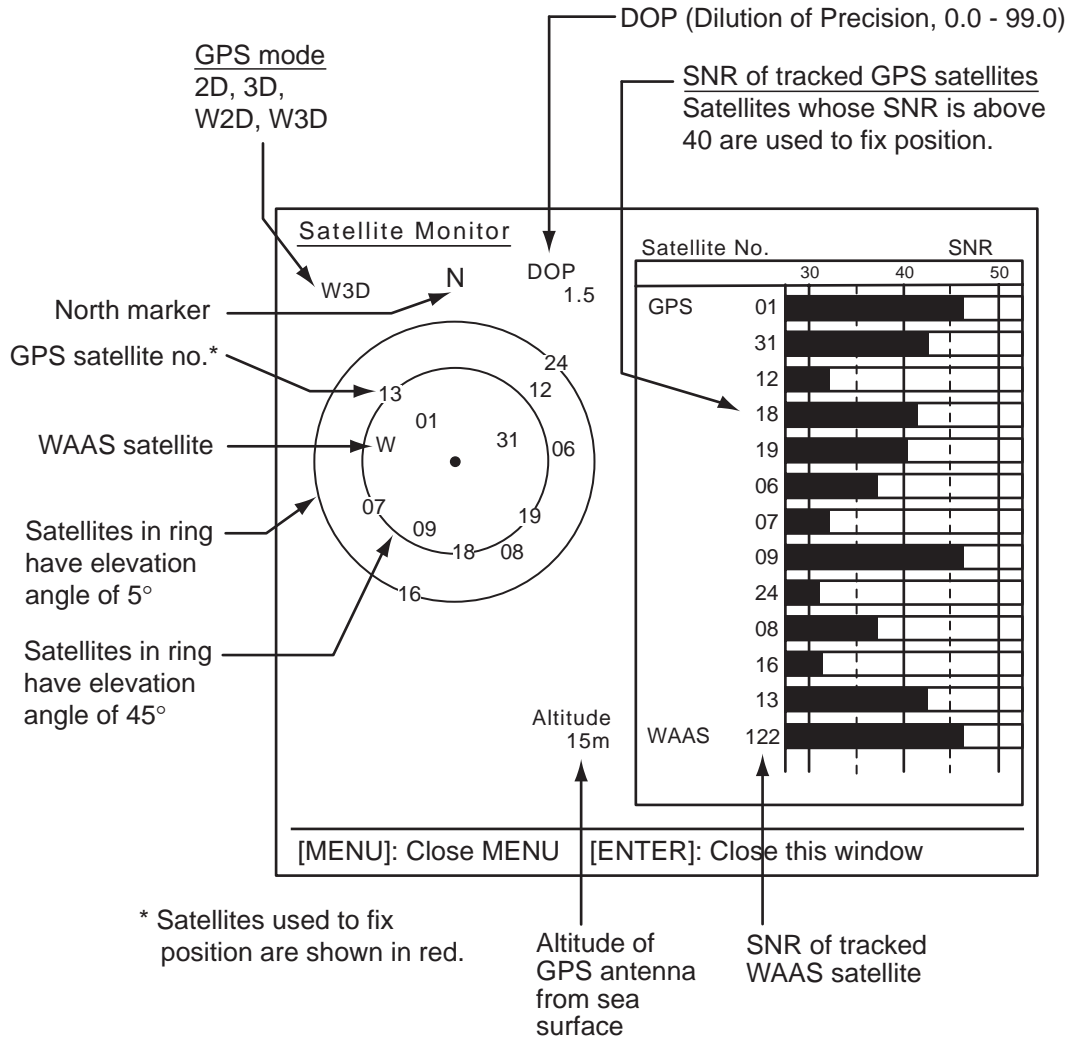 DOP (Dilution of Precision, 0.0 - 99.0)
GPS mode
2D, 3D,
W2D, W3D
SNR of tracked GPS satellites
Satellites whose SNR is above
40 are used to fix position.
Satellite Monitor
W3D
N
DOP
1.5
North marker
GPS satellite no.*
WAAS satellite
Satellites in ring
have elevation
angle of 5°
Satellites in ring
have elevation
angle of 45°
24
13
12
01
W
31
06
07
09
19
18
08
16
Altitude
15m
Satellite No. SNR
30 40 50
GPS 01
31
12
18
19
06
07
09
24
08
16
13
WAAS 122
[MENU]: Close MENU [ENTER]: Close this window
* Satellites used to fix
position are shown in red.
Altitude of
GPS antenna
from sea
surface
SNR of tracked
WAAS satellite